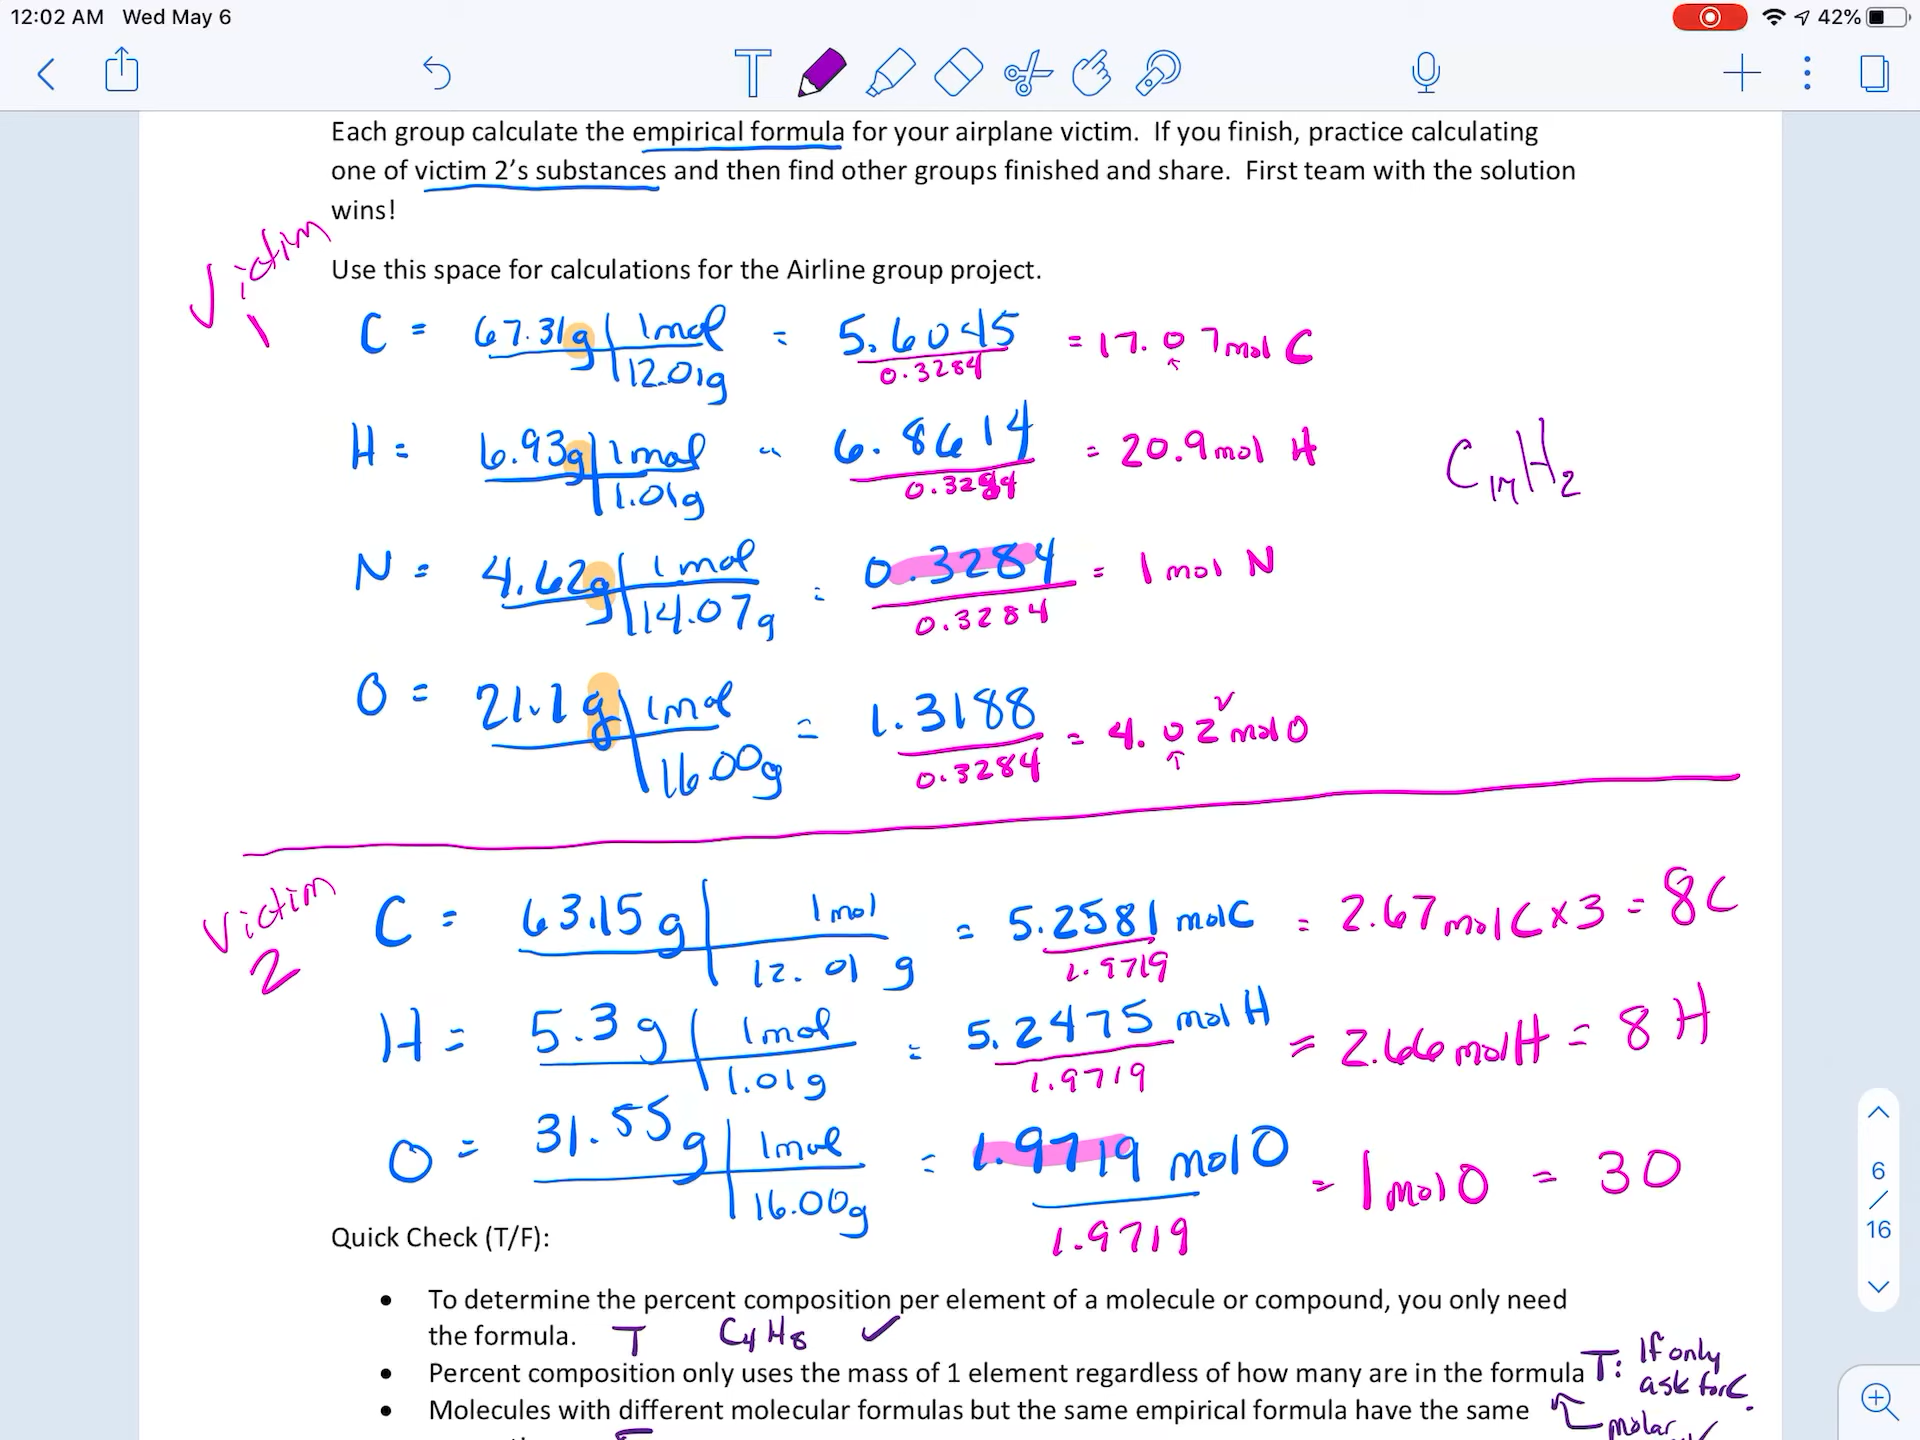 12:02 AM Wed May 6
42%
Each group calculate the empirical formula for your airplane victim. If you finish, practice calculating
one of victim 2's substances and then find other groups finished and share. First team with the solution
wins!
Victim
1
Use this space for calculations for the Airline group project.
C = 67.31g | 1mol / 12.01g = 5.6045 / 0.3284 = 17.07 mol C
H = 6.93g | 1mol / 1.01g = 6.8614 / 0.3284 = 20.9 mol H
C17H2
N = 4.62g | 1mol / 14.07g = 0.3284 / 0.3284 = 1 mol N
O = 21.1g | 1mol / 16.00g = 1.3188 / 0.3284 = 4.02 mol O
Victim
2
C = 63.15g | 1mol / 12.01g = 5.2581 molC / 1.9719 = 2.67 molC x 3 = 8C
H = 5.3g | 1mol / 1.01g = 5.2475 mol H / 1.9719 = 2.66 molH = 8H
O = 31.55g | 1mol / 16.00g = 1.9719 molO / 1.9719 = 1 molO = 3O
Quick Check (T/F):
• To determine the percent composition per element of a molecule or compound, you only need
the formula. T C4H8 ✓
• Percent composition only uses the mass of 1 element regardless of how many are in the formula T: If only
ask for C.
• Molecules with different molecular formulas but the same empirical formula have the same
molar
6
/
16